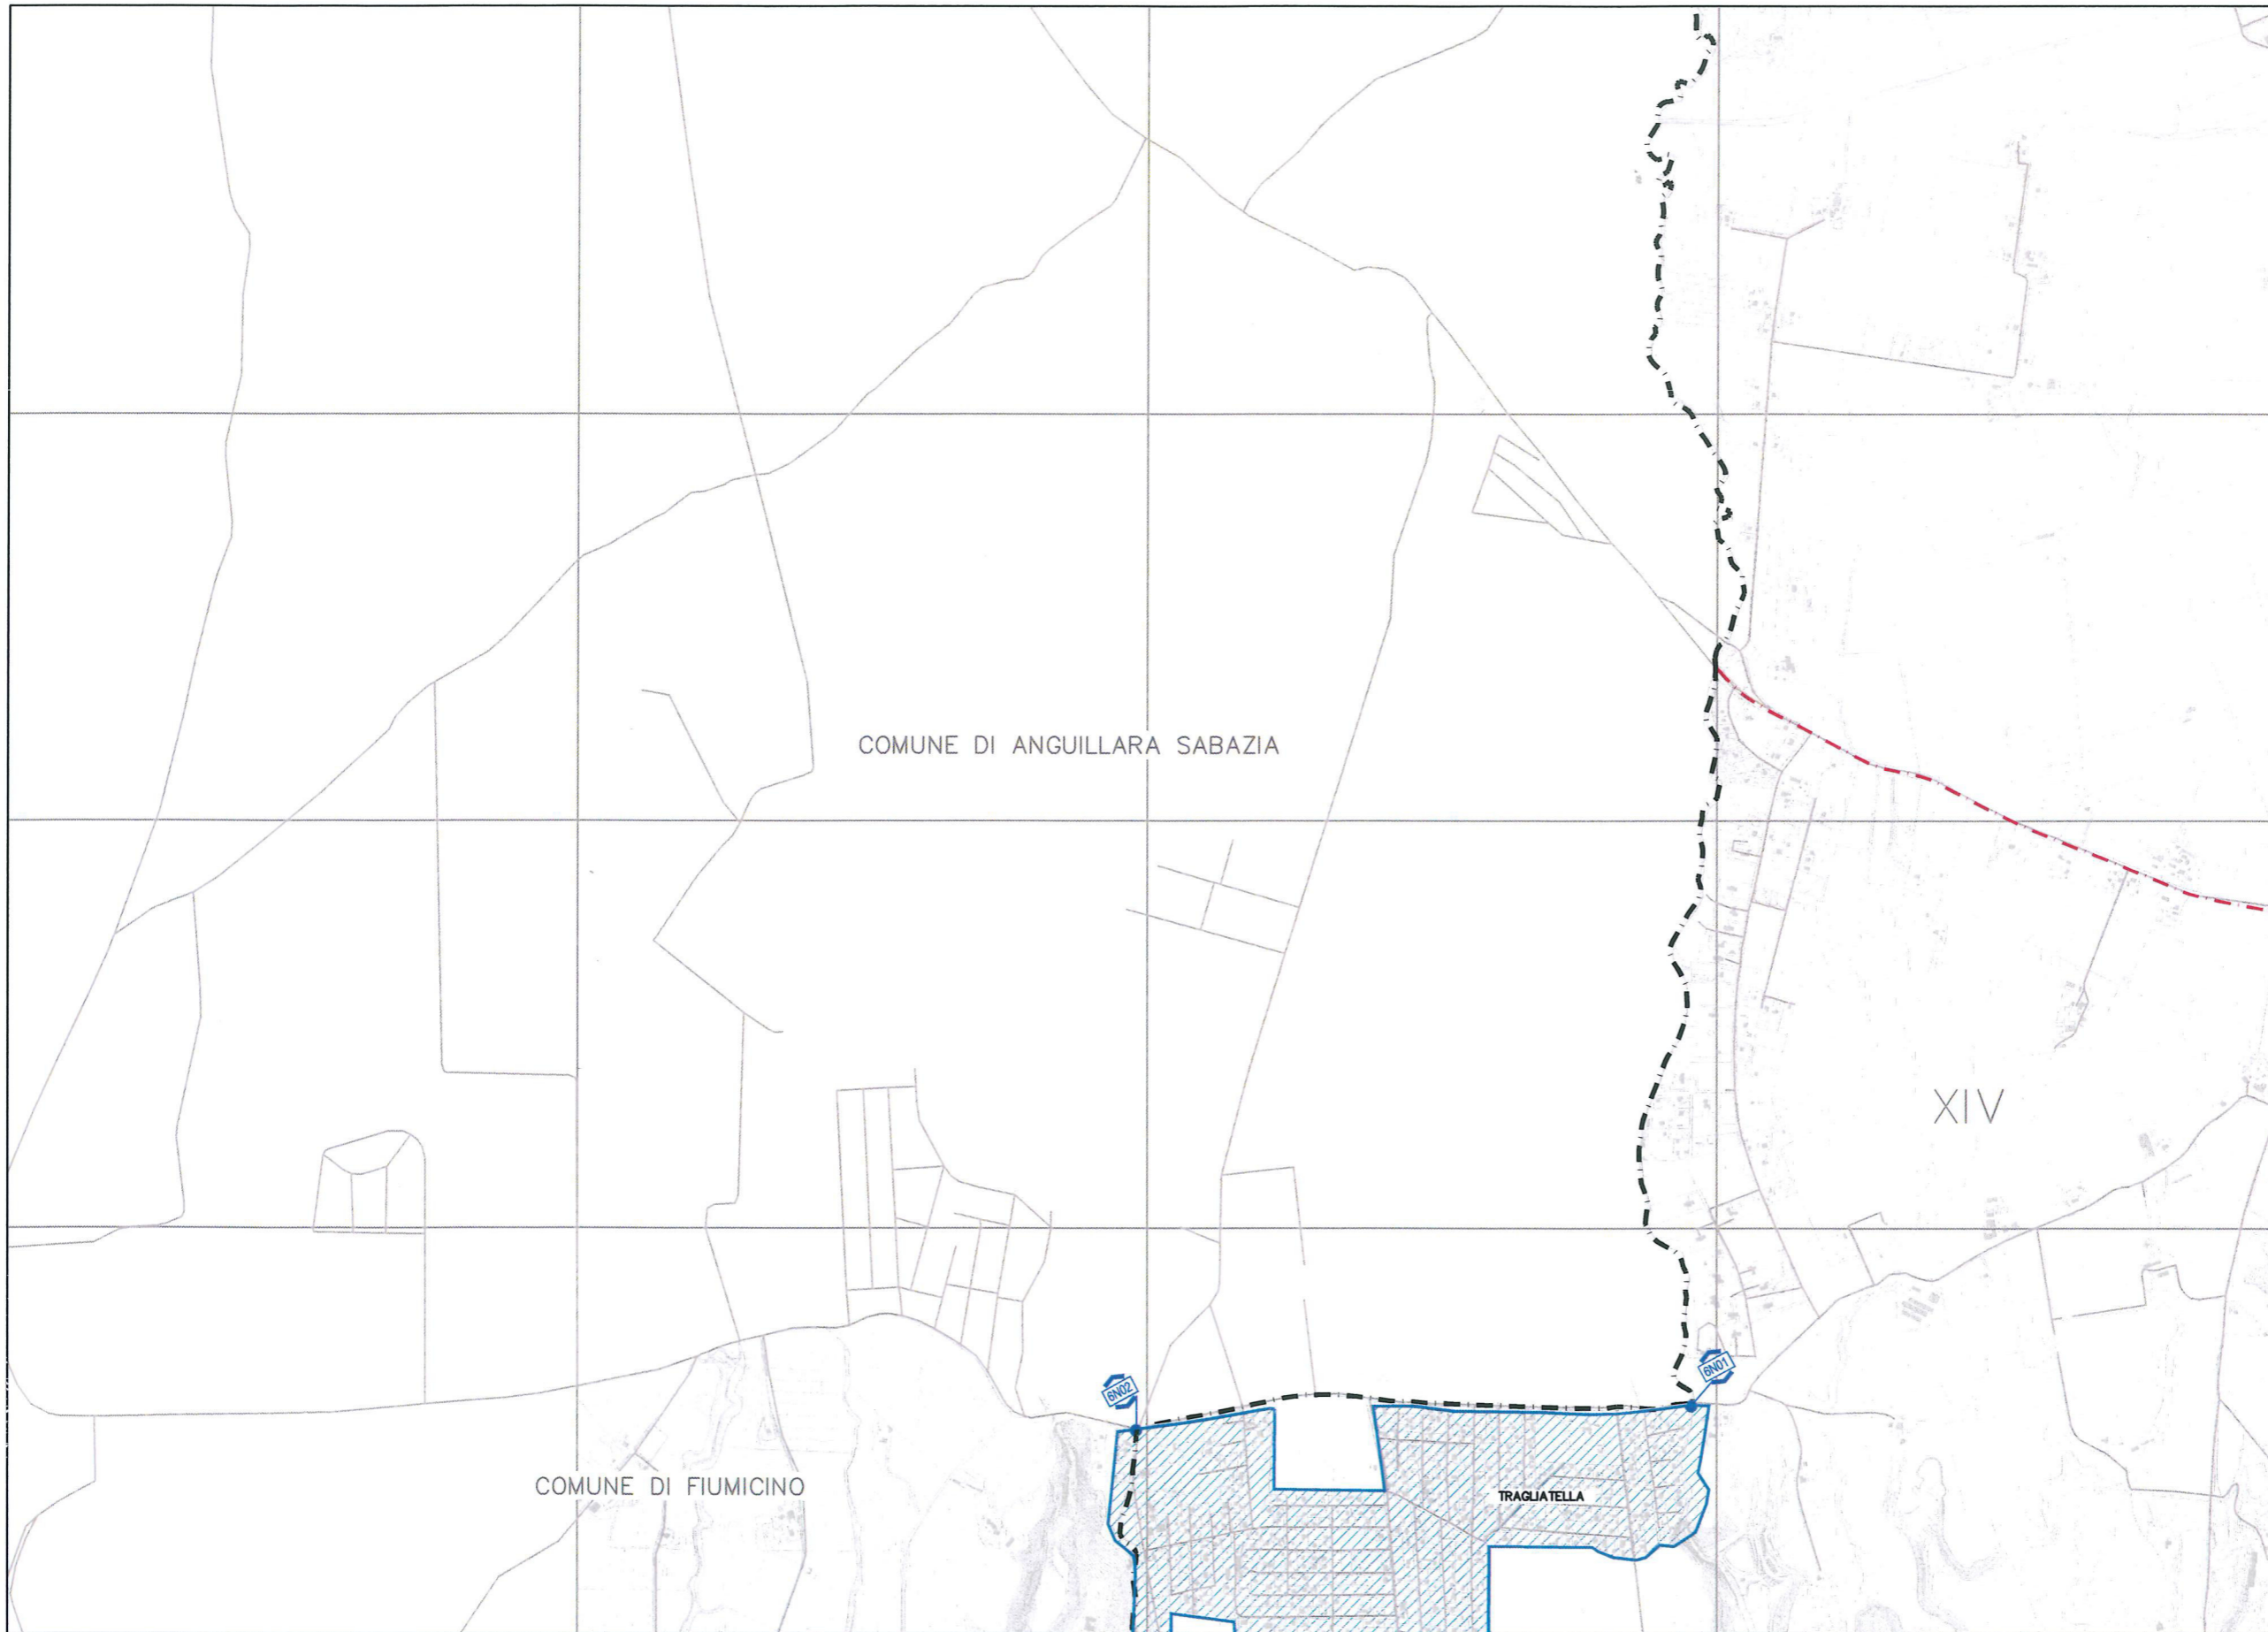 COMUNE DI ANGUILLARA SABAZIA
XIV
6N01
6N02
COMUNE DI FIUMICINO
TRAGLIATELLA